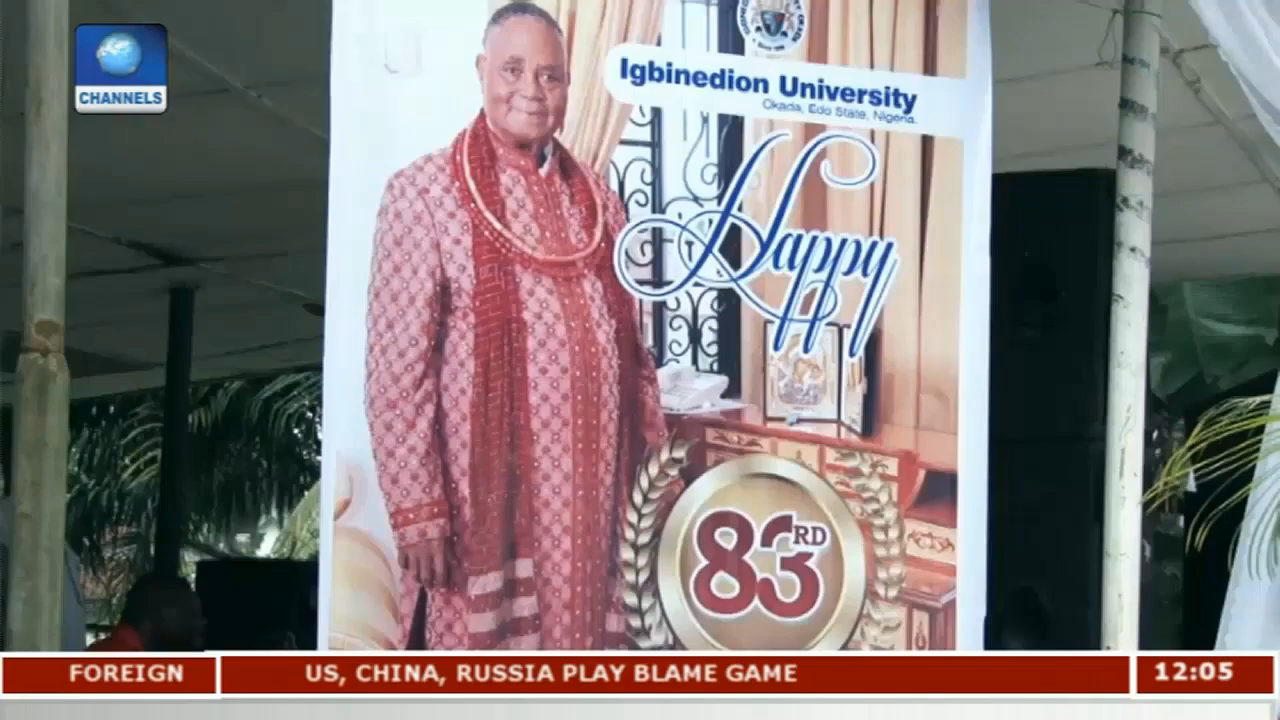 CHANNELS
Igbinedion University
Okada, Edo State, Nigeria.
Happy
83RD
FOREIGN
US, CHINA, RUSSIA PLAY BLAME GAME
12:05